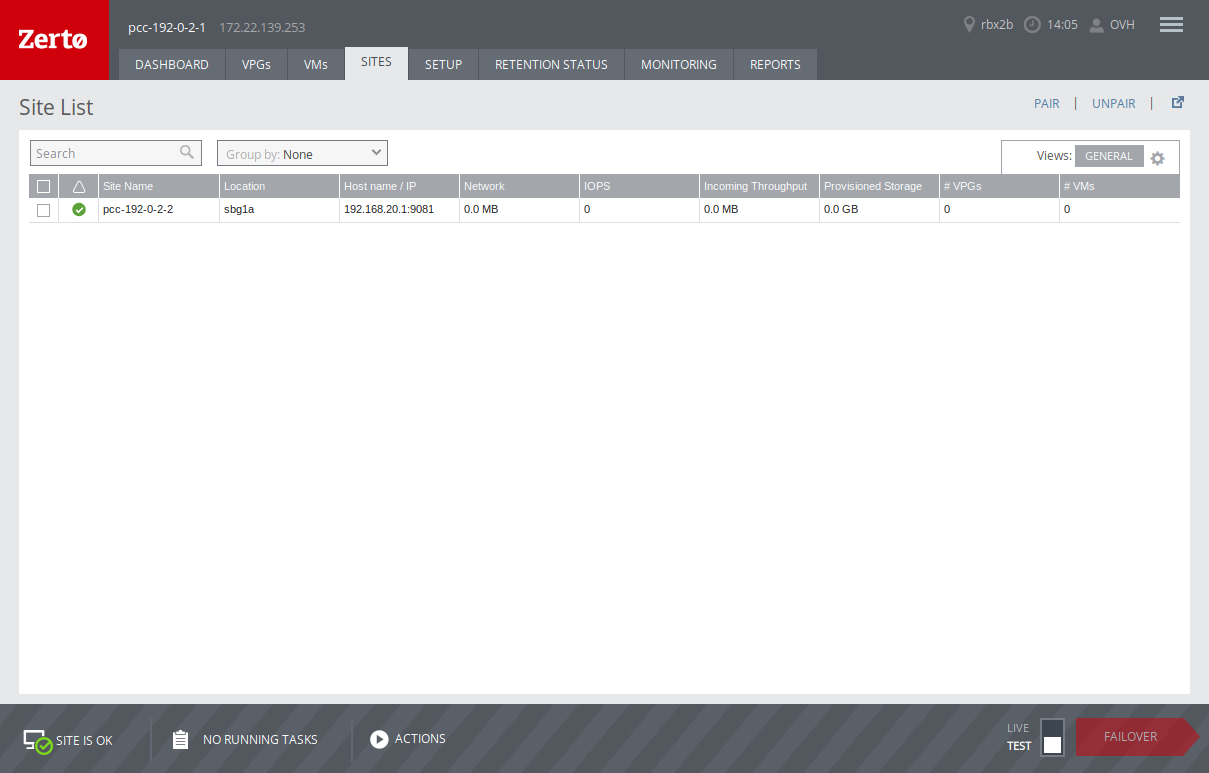 Zerto
pcc-192-0-2-1 172.22.139.253
rbx2b 14:05 OVH
DASHBOARD VPGs VMs SITES SETUP RETENTION STATUS MONITORING REPORTS
Site List
PAIR | UNPAIR |
Search
Group by: None
Views: GENERAL
Site Name Location Host name / IP Network IOPS Incoming Throughput Provisioned Storage # VPGs # VMs
pcc-192-0-2-2 sbg1a 192.168.20.1:9081 0.0 MB 0 0.0 MB 0.0 GB 0 0
SITE IS OK
NO RUNNING TASKS
ACTIONS
LIVE
TEST
FAILOVER